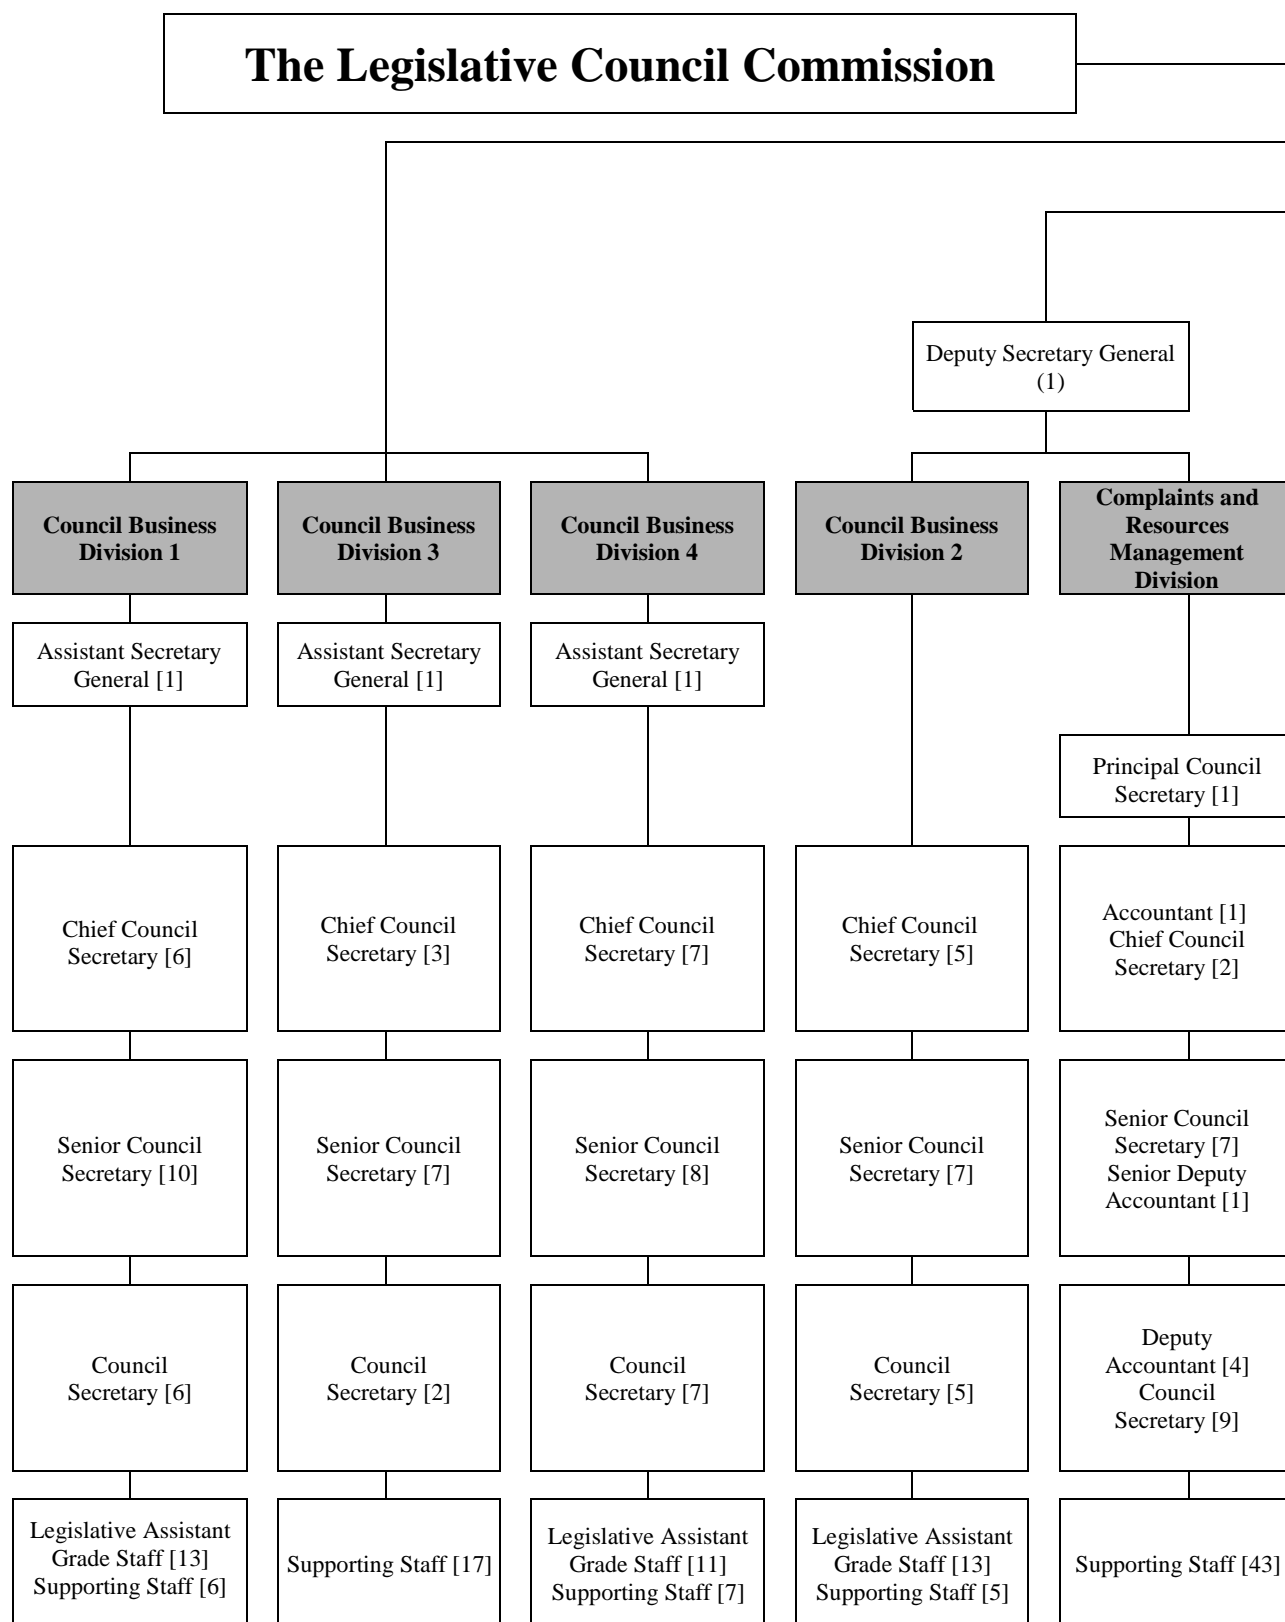 The Legislative Council Commission
Deputy Secretary General
(1)
Council Business
Division 1
Council Business
Division 3
Council Business
Division 4
Council Business
Division 2
Complaints and
Resources
Management
Division
Assistant Secretary
General [1]
Assistant Secretary
General [1]
Assistant Secretary
General [1]
Principal Council
Secretary [1]
Chief Council
Secretary [6]
Chief Council
Secretary [3]
Chief Council
Secretary [7]
Chief Council
Secretary [5]
Accountant [1]
Chief Council
Secretary [2]
Senior Council
Secretary [10]
Senior Council
Secretary [7]
Senior Council
Secretary [8]
Senior Council
Secretary [7]
Senior Council
Secretary [7]
Senior Deputy
Accountant [1]
Council
Secretary [6]
Council
Secretary [2]
Council
Secretary [7]
Council
Secretary [5]
Deputy
Accountant [4]
Council
Secretary [9]
Legislative Assistant
Grade Staff [13]
Supporting Staff [6]
Supporting Staff [17]
Legislative Assistant
Grade Staff [11]
Supporting Staff [7]
Legislative Assistant
Grade Staff [13]
Supporting Staff [5]
Supporting Staff [43]